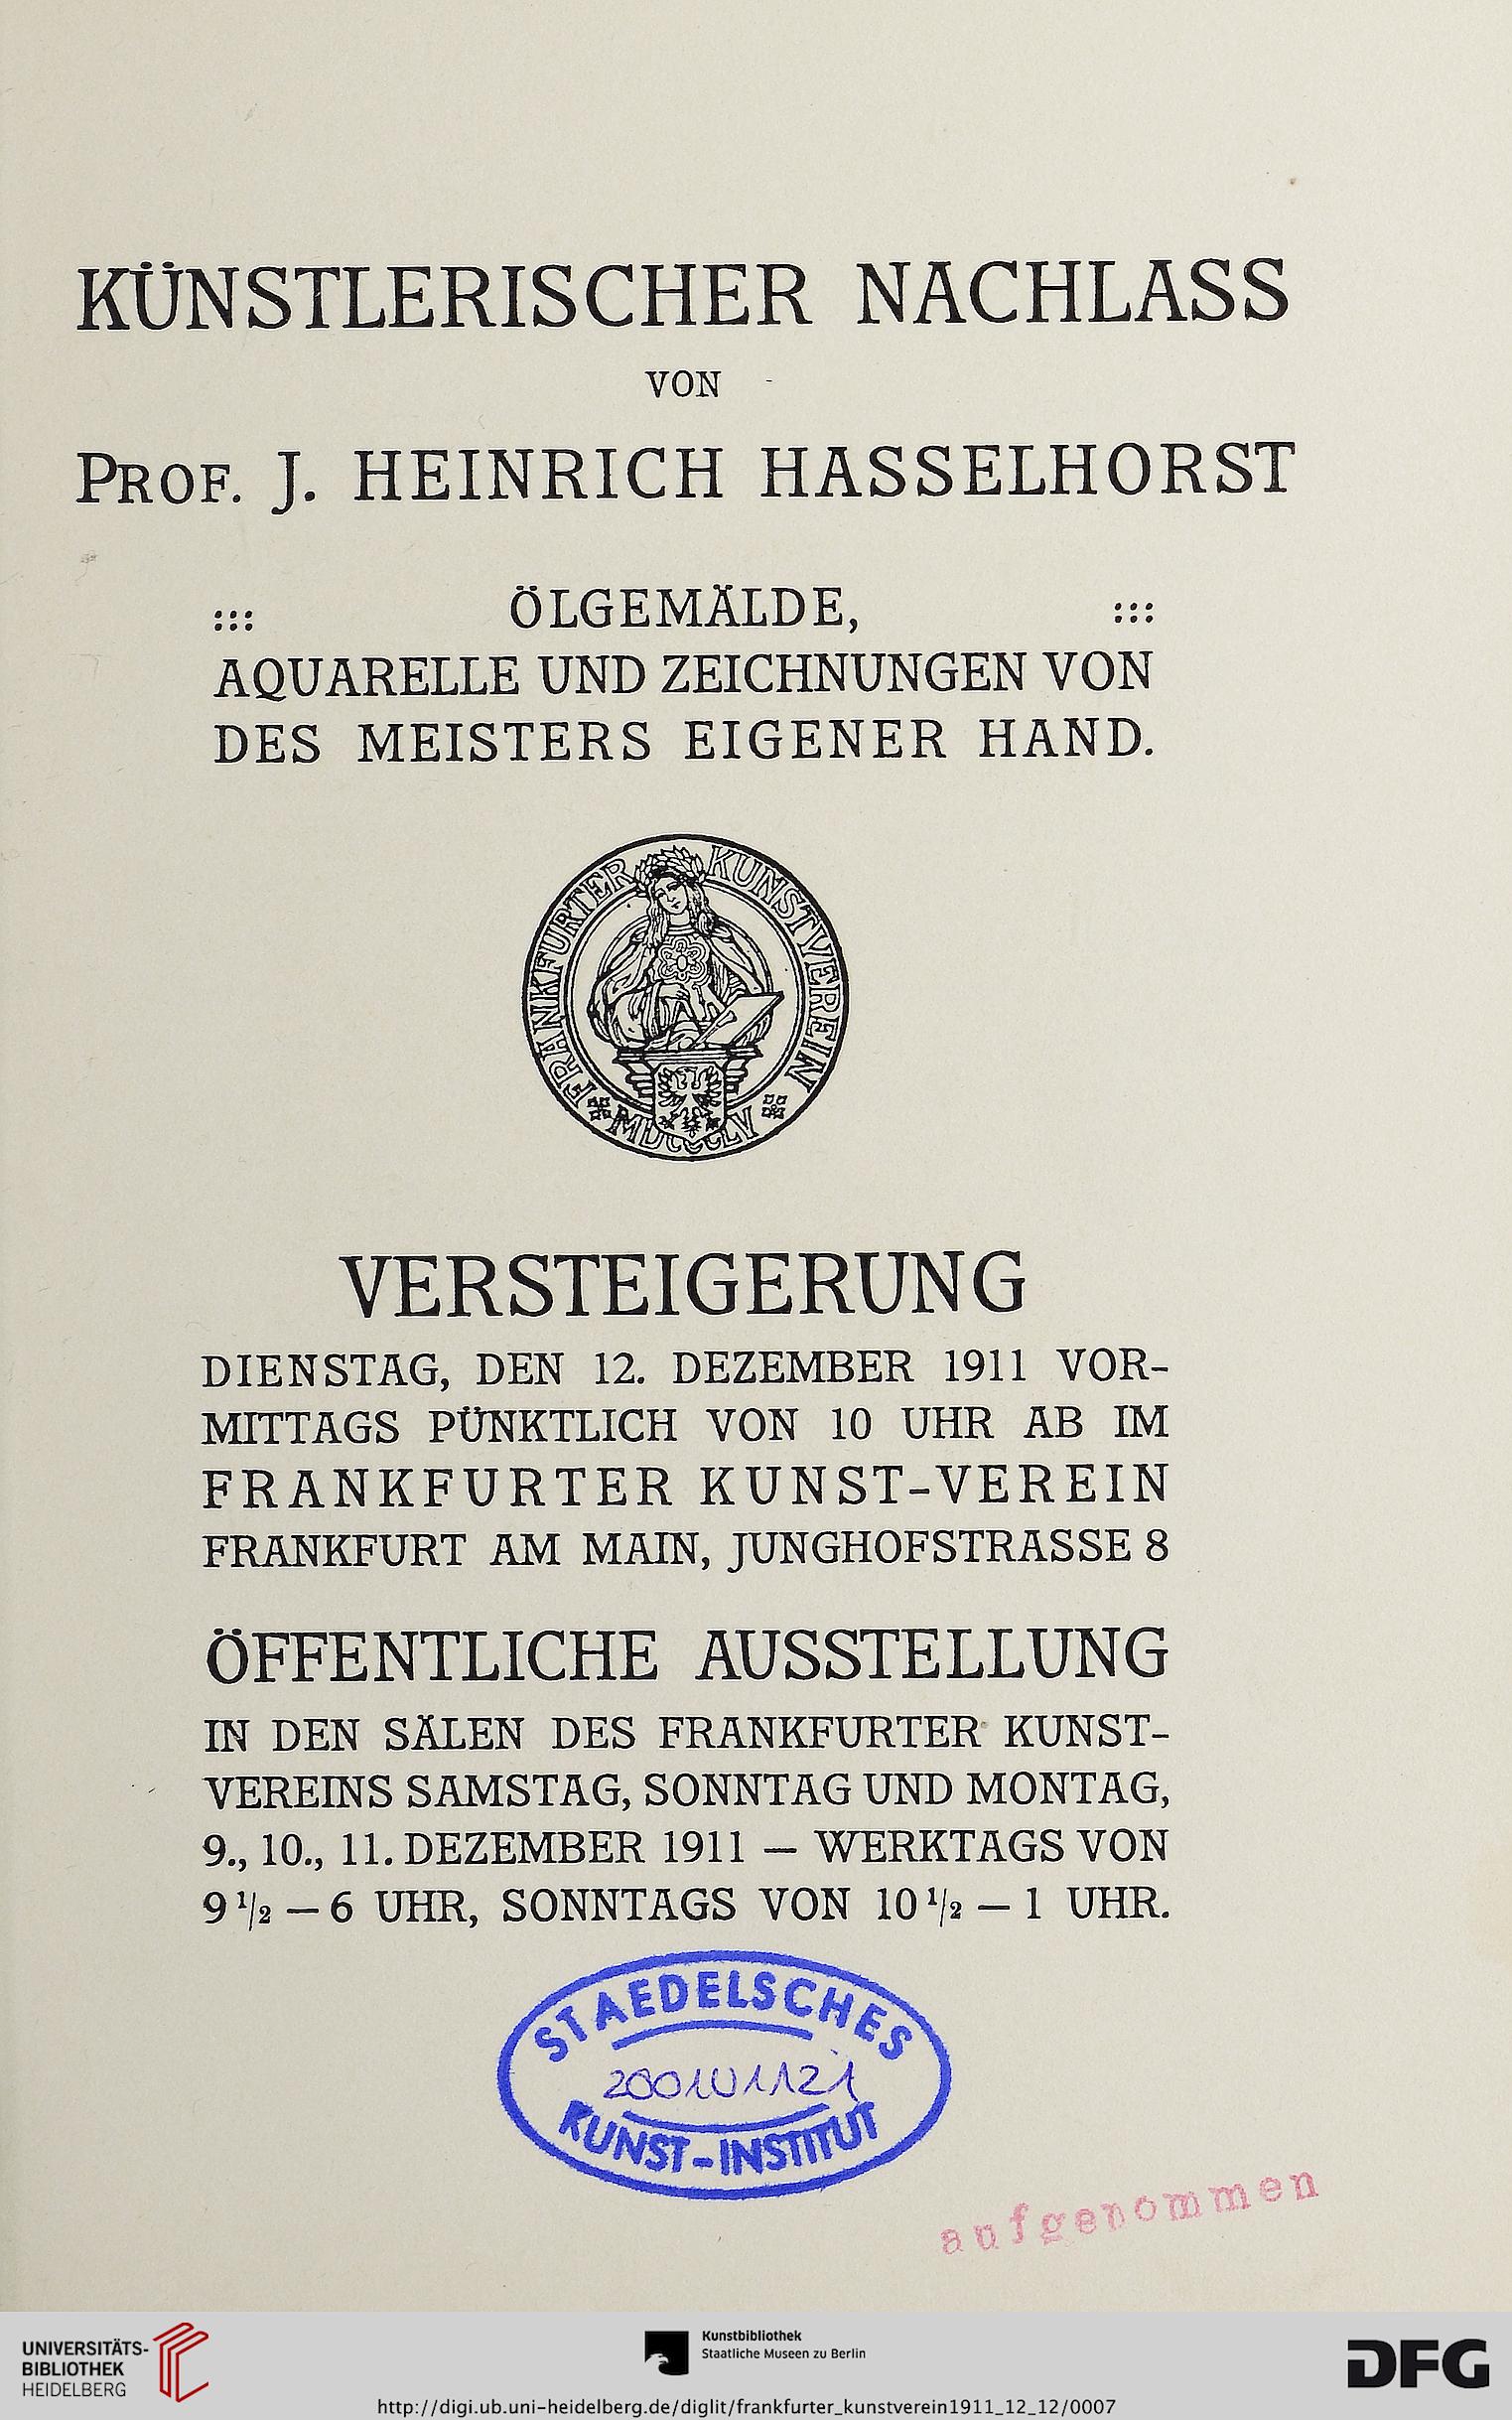 KÜNSTLERISCHER NACHLASS
VON
PROF. J. HEINRICH HASSELHORST
ÖLGEMÄLDE,
AQUARELLE UND ZEICHNUNGEN VON
DES MEISTERS EIGENER HAND.
FRANKFURTER KUNSTVEREIN
VERSTEIGERUNG
DIENSTAG, DEN 12. DEZEMBER 1911 VOR-
MITTAGS PÜNKTLICH VON 10 UHR AB IM
FRANKFURTER KUNST-VEREIN
FRANKFURT AM MAIN, JUNGHOFSTRASSE 8
ÖFFENTLICHE AUSSTELLUNG
IN DEN SÄLEN DES FRANKFURTER KUNST-
VEREINS SAMSTAG, SONNTAG UND MONTAG,
9., 10., 11. DEZEMBER 1911 — WERKTAGS VON
9 1/2 — 6 UHR, SONNTAGS VON 10 1/2 — 1 UHR.
STAEDELSCHES
KUNST-INSTITUT
aufgenommen
UNIVERSITÄTS-
BIBLIOTHEK
HEIDELBERG
Kunstbibliothek
Staatliche Museen zu Berlin
DFG
http://digi.ub.uni-heidelberg.de/diglit/frankfurter_kunstverein1911_12_12/0007